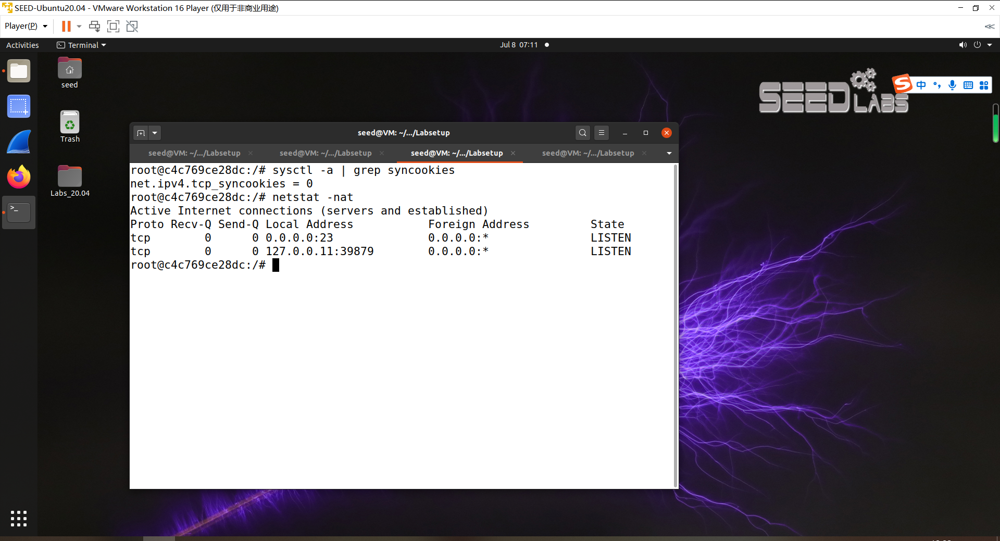 SEED-Ubuntu20.04 - VMware Workstation 16 Player (仅用于非商业用途)
Player(P)
Activities
Terminal
Jul 8 07:11
seed
Trash
Labs_20.04
SEED LABS
中
seed@VM: ~/.../Labsetup
seed@VM: ~/.../Labsetup
seed@VM: ~/.../Labsetup
seed@VM: ~/.../Labsetup
seed@VM: ~/.../Labsetup
root@c4c769ce28dc:/# sysctl -a | grep syncookies
net.ipv4.tcp_syncookies = 0
root@c4c769ce28dc:/# netstat -nat
Active Internet connections (servers and established)
Proto Recv-Q Send-Q Local Address Foreign Address State
tcp 0 0 0.0.0.0:23 0.0.0.0:* LISTEN
tcp 0 0 127.0.0.11:39879 0.0.0.0:* LISTEN
root@c4c769ce28dc:/#